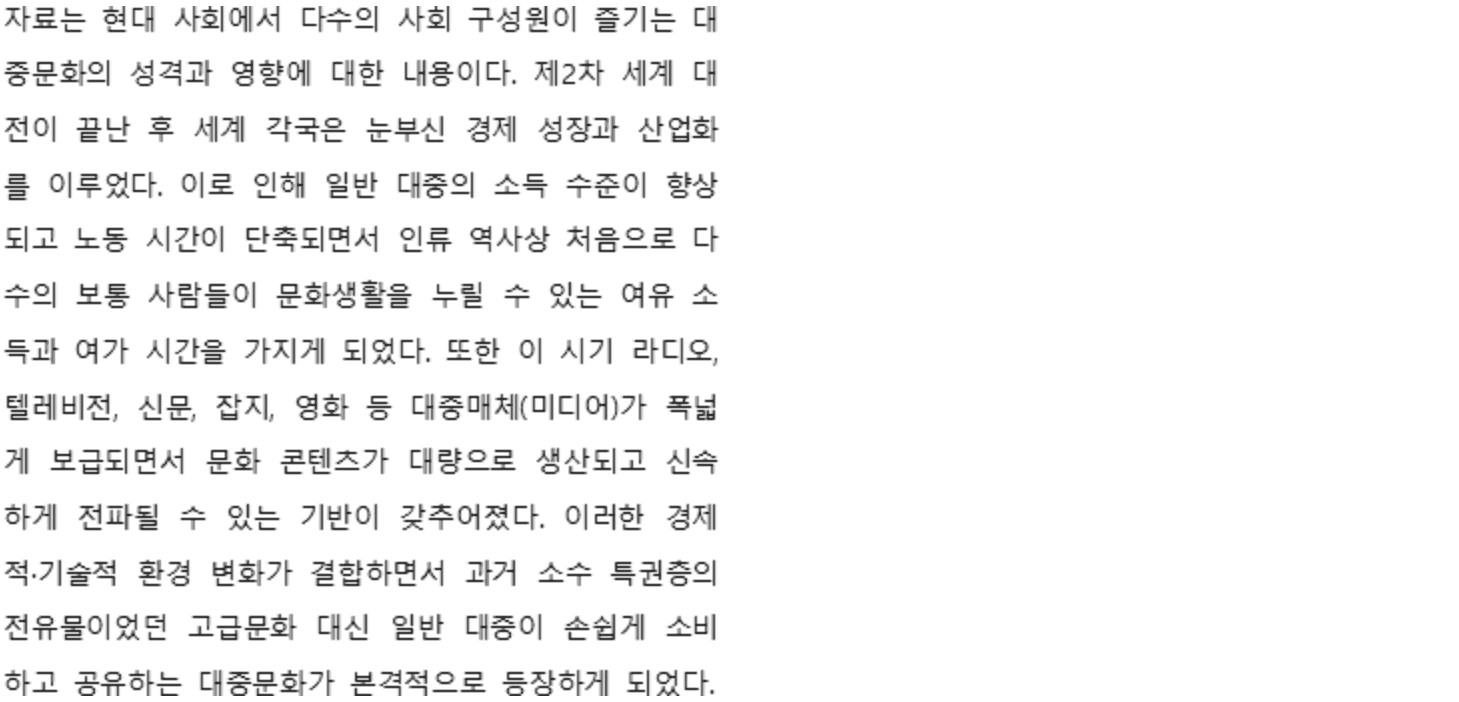 자료는 현대 사회에서 다수의 사회 구성원이 즐기는 대
중문화의 성격과 영향에 대한 내용이다. 제2차 세계 대
전이 끝난 후 세계 각국은 눈부신 경제 성장과 산업화
를 이루었다. 이로 인해 일반 대중의 소득 수준이 향상
되고 노동 시간이 단축되면서 인류 역사상 처음으로 다
수의 보통 사람들이 문화생활을 누릴 수 있는 여유 소
득과 여가 시간을 가지게 되었다. 또한 이 시기 라디오,
텔레비전, 신문, 잡지, 영화 등 대중매체(미디어)가 폭넓
게 보급되면서 문화 콘텐츠가 대량으로 생산되고 신속
하게 전파될 수 있는 기반이 갖추어졌다. 이러한 경제
적·기술적 환경 변화가 결합하면서 과거 소수 특권층의
전유물이었던 고급문화 대신 일반 대중이 손쉽게 소비
하고 공유하는 대중문화가 본격적으로 등장하게 되었다.